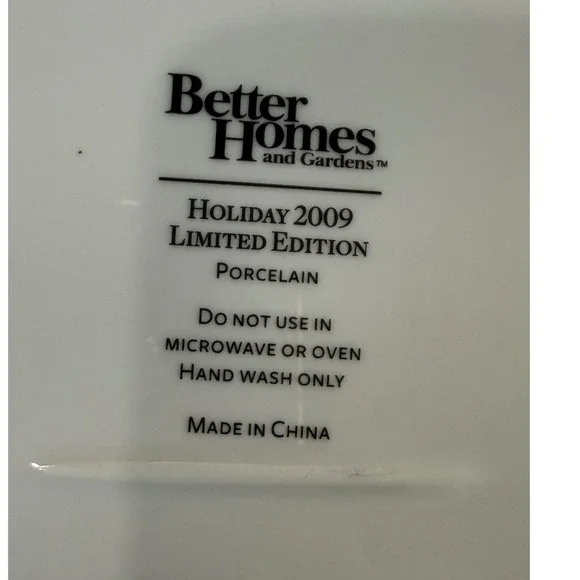 Better
Homes
and Gardens™
HOLIDAY 2009
LIMITED EDITION
PORCELAIN
DO NOT USE IN
MICROWAVE OR OVEN
HAND WASH ONLY
MADE IN CHINA